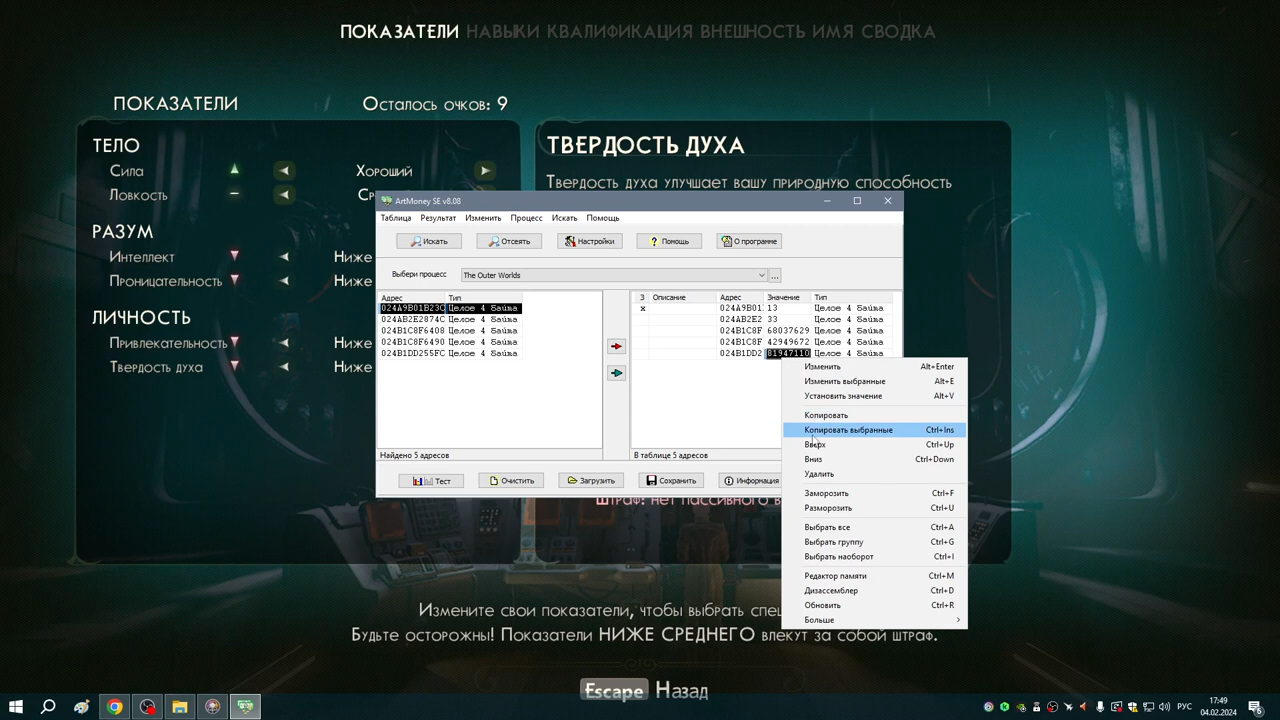 ПОКАЗАТЕЛИ НАВЫКИ КВАЛИФИКАЦИЯ ВНЕШНОСТЬ ИМЯ СВОДКА
ПОКАЗАТЕЛИ
Осталось очков: 9
ТЕЛО
Сила
Хороший
Ловкость
РАЗУМ
Интеллект
Ниже
Проницательность
Ниже
ЛИЧНОСТЬ
Привлекательность
Ниже
Твердость духа
Ниже
ТВЕРДОСТЬ ДУХА
Твердость духа улучшает вашу природную способность
ArtMoney SE v8.08
Таблица Результат Изменить Процесс Искать Помощь
Искать Отсеять Настройки Помощь О программе
Выбери процесс The Outer Worlds ...
Адрес Тип
024A9B01B23C Целое 4 Байта
024AB2E2874C Целое 4 Байта
024B1C8F6408 Целое 4 Байта
024B1C8F6490 Целое 4 Байта
024B1DD255FC Целое 4 Байта
Найдено 5 адресов
З Описание Адрес Значение Тип
x 024A9B01 13 Целое 4 Байта
024AB2E2 33 Целое 4 Байта
024B1C8F 68037629 Целое 4 Байта
024B1C8F 42949672 Целое 4 Байта
024B1DD2 81947110 Целое 4 Байта
В таблице 5 адресов
Тест Очистить Загрузить Сохранить Информация
Изменить Alt+Enter
Изменить выбранные Alt+E
Установить значение Alt+V
Копировать
Копировать выбранные Ctrl+Ins
Вверх Ctrl+Up
Вниз Ctrl+Down
Удалить
Заморозить Ctrl+F
Разморозить Ctrl+U
Выбрать все Ctrl+A
Выбрать группу Ctrl+G
Выбрать наоборот Ctrl+I
Редактор памяти Ctrl+M
Дизассемблер Ctrl+D
Обновить Ctrl+R
Больше
Штраф: нет пассивного
Измените свои показатели, чтобы выбрать
Будьте осторожны! Показатели НИЖЕ СРЕДНЕГО влекут за собой штраф.
Escape Назад
РУС
17:49
04.02.2024
6